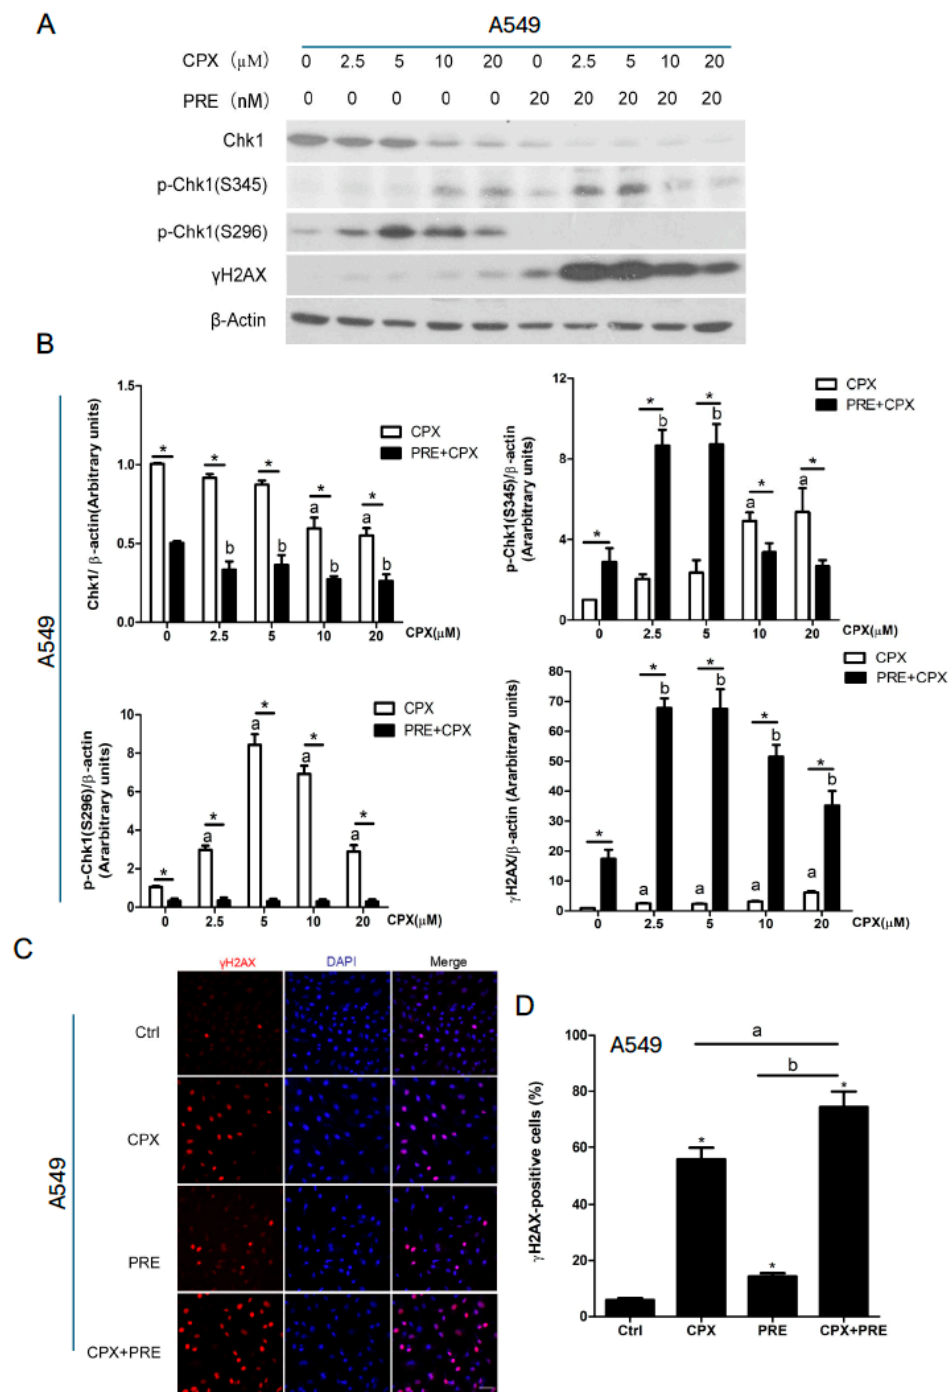 A
A549
CPX (μM) 0 2.5 5 10 20 0 2.5 5 10 20
PRE (nM) 0 0 0 0 0 20 20 20 20 20
Chk1
p-Chk1(S345)
p-Chk1(S296)
γH2AX
β-Actin
B
A549
Chk1/ β-actin(Arbitrary units)
1.5
1.0
0.5
0.0
CPX
PRE+CPX
* * * * *
b b a b a b
0 2.5 5 10 20 CPX(μM)
p-Chk1(S345)/β-actin
(Ararbitrary units)
12
8
4
0
CPX
PRE+CPX
* * * * *
b b a a
0 2.5 5 10 20 CPX(μM)
p-Chk1(S296)/β-actin
(Ararbitrary units)
10
8
6
4
2
0
CPX
PRE+CPX
* * * * *
a a a a
0 2.5 5 10 20 CPX(μM)
γH2AX/β-actin (Ararbitrary units)
80
70
60
50
40
30
20
10
0
CPX
PRE+CPX
* * * * *
a b a b a b a b
0 2.5 5 10 20 CPX(μM)
C
A549
γH2AX DAPI Merge
Ctrl
CPX
PRE
CPX+PRE
D
A549
γH2AX-positive cells (%)
100
80
60
40
20
0
a
b
* * *
Ctrl CPX PRE CPX+PRE